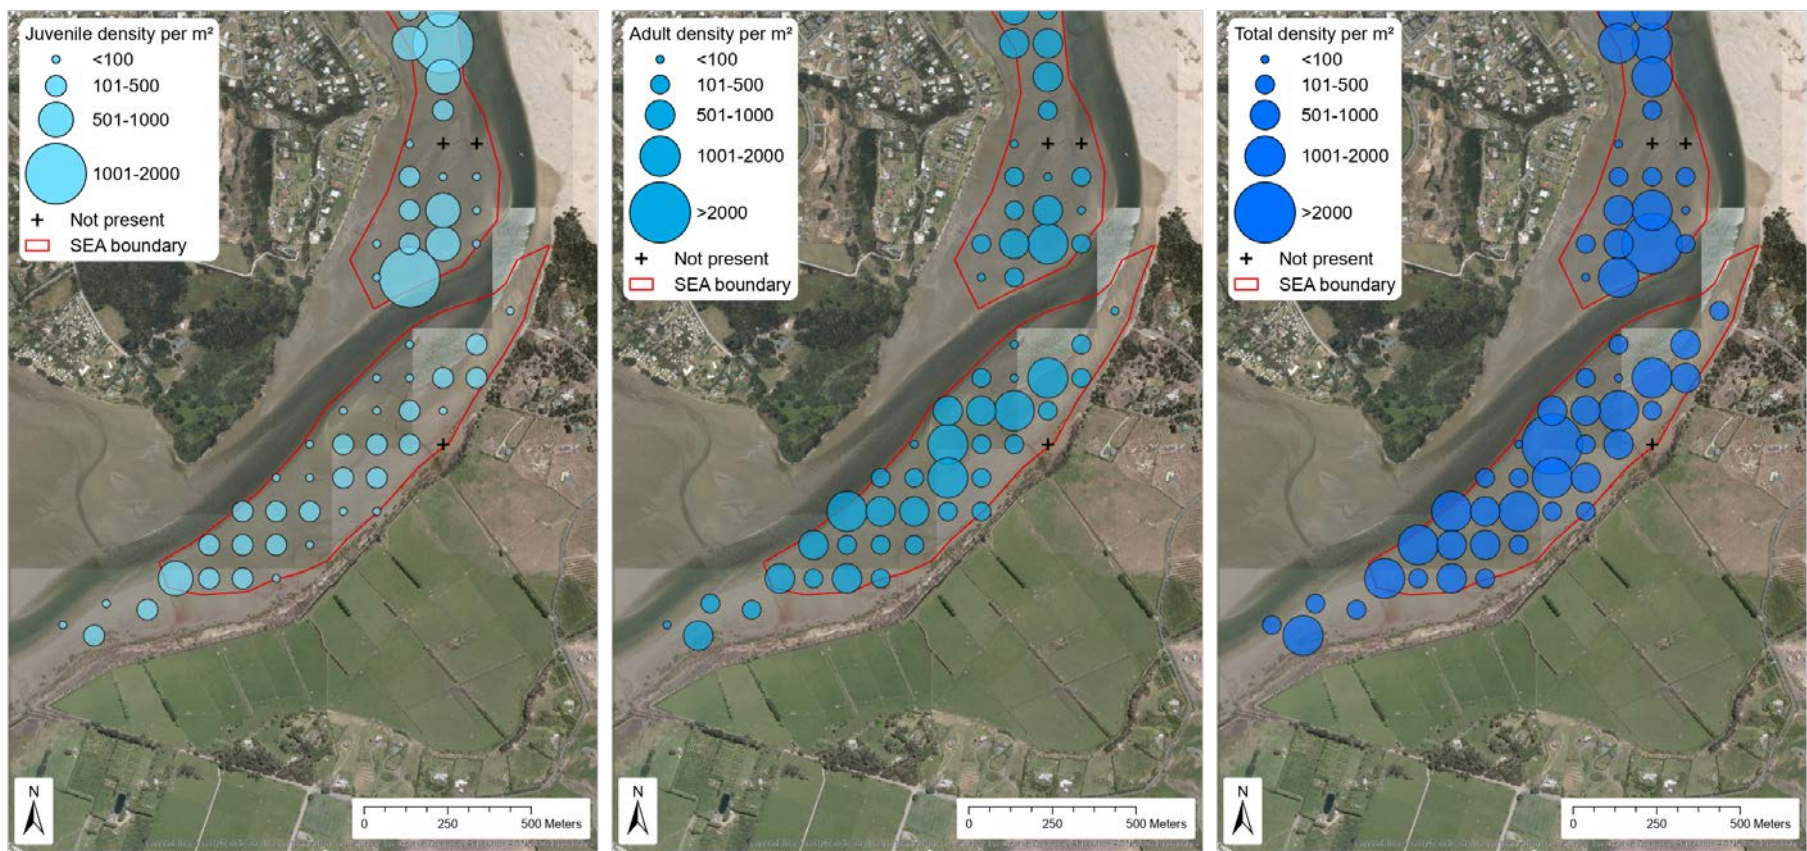 Juvenile density per m²
<100
101-500
501-1000
1001-2000
Not present
SEA boundary
N
0 250 500 Meters
Adult density per m²
<100
101-500
501-1000
1001-2000
>2000
Not present
SEA boundary
N
0 250 500 Meters
Total density per m²
<100
101-500
501-1000
1001-2000
>2000
Not present
SEA boundary
N
0 250 500 Meters